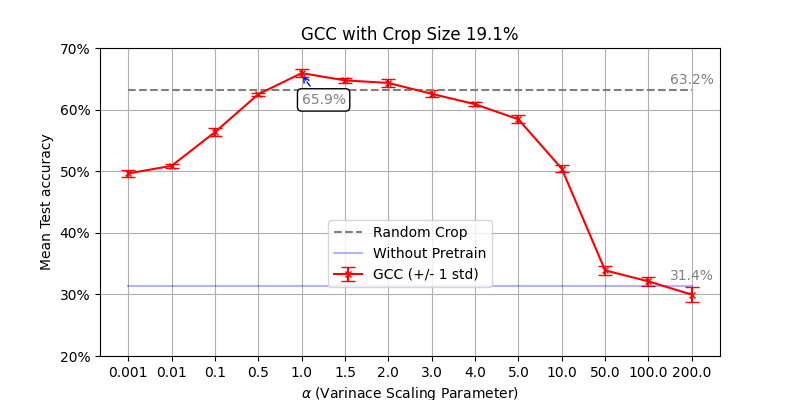 GCC with Crop Size 19.1%
70%
60%
50%
40%
30%
20%
Mean Test accuracy
63.2%
65.9%
31.4%
Random Crop
Without Pretrain
GCC (+/- 1 std)
0.001 0.01 0.1 0.5 1.0 1.5 2.0 3.0 4.0 5.0 10.0 50.0 100.0 200.0
α (Varinace Scaling Parameter)